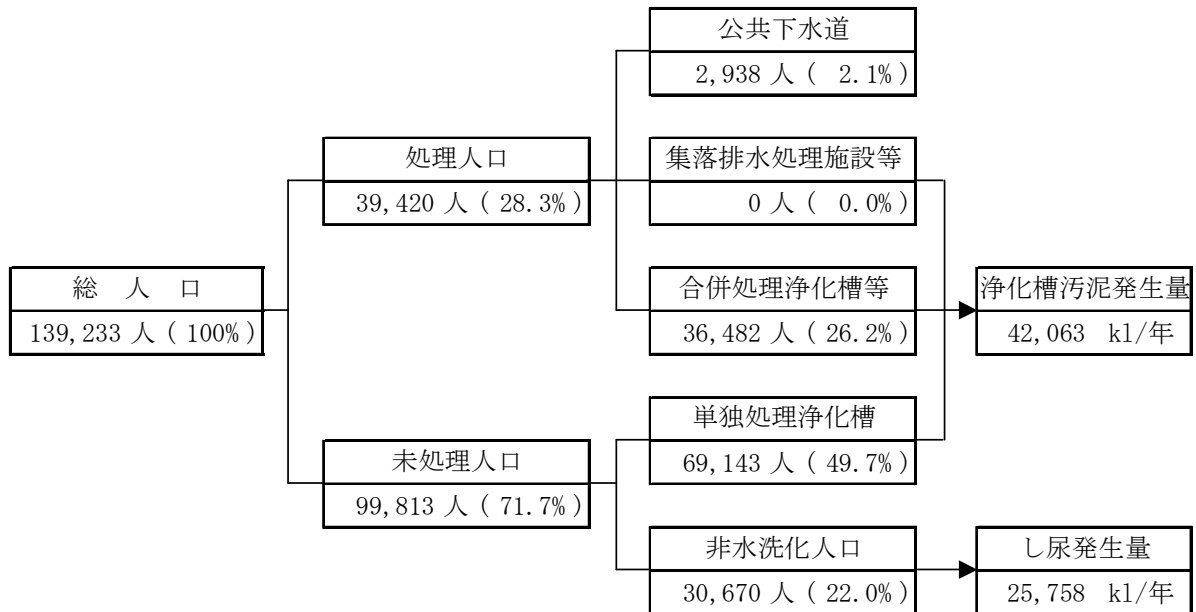 公共下水道
2,938 人 ( 2.1%)
処理人口
39,420 人 ( 28.3%)
集落排水処理施設等
0 人 ( 0.0%)
総 人 口
139,233 人 ( 100%)
合併処理浄化槽等
36,482 人 ( 26.2%)
浄化槽汚泥発生量
42,063 kl/年
未処理人口
99,813 人 ( 71.7%)
単独処理浄化槽
69,143 人 ( 49.7%)
非水洗化人口
30,670 人 ( 22.0%)
し尿発生量
25,758 kl/年